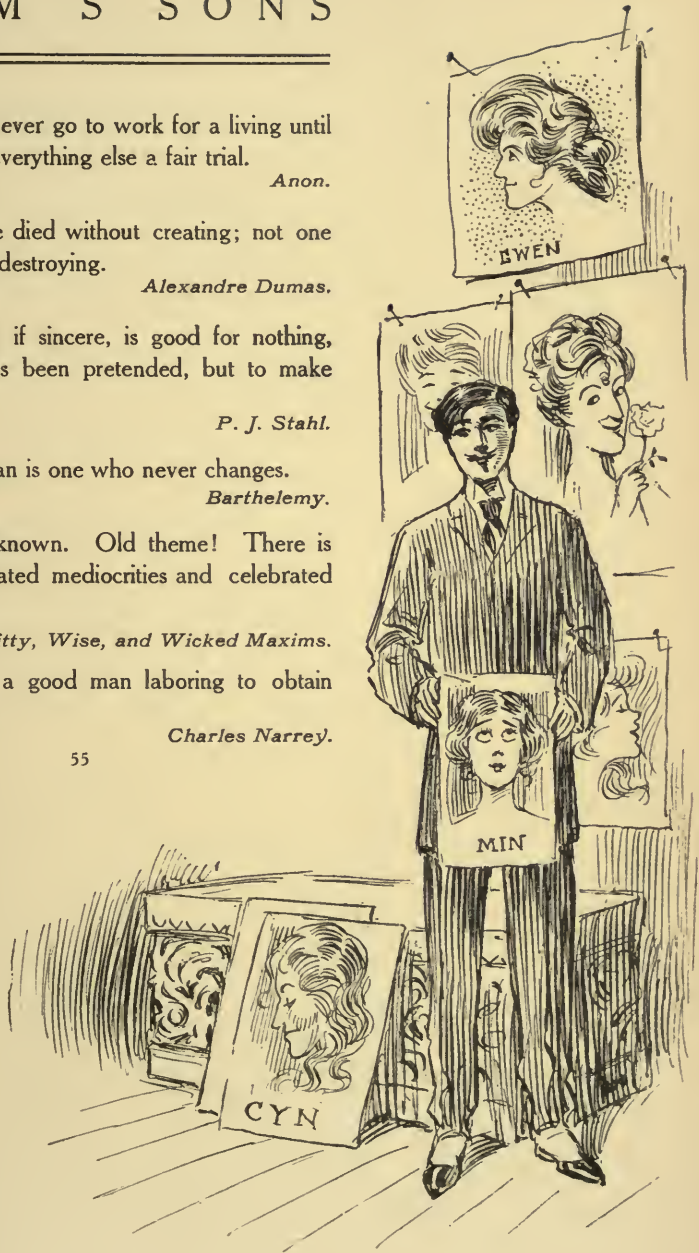 M S SONS
ever go to work for a living until
verything else a fair trial.
Anon.
e died without creating; not one
destroying.
Alexandre Dumas.
if sincere, is good for nothing,
s been pretended, but to make
P. J. Stahl.
an is one who never changes.
Barthelemy.
known. Old theme! There is
ated mediocrities and celebrated
itty, Wise, and Wicked Maxims.
a good man laboring to obtain
Charles Narrey.
55
GWEN
MIN
CYN